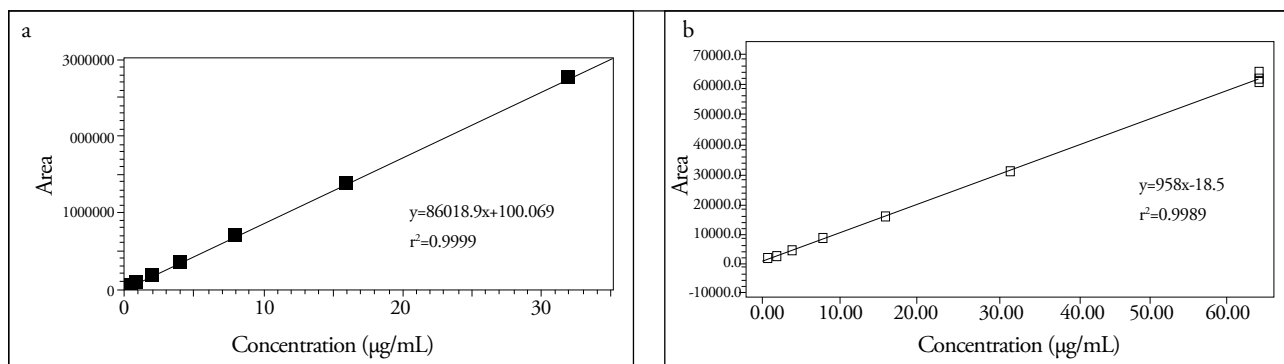 a
3000000
000000
1000000
0
Area
y=86018.9x+100.069
r²=0.9999
0 10 20 30
Concentration (µg/mL)
b
70000.0
60000.0
50000.0
40000.0
30000.0
20000.0
10000.0
0.0
-10000.0
Area
y=958x-18.5
r²=0.9989
0.00 10.00 20.00 30.00 40.00 50.00 60.00
Concentration (µg/mL)